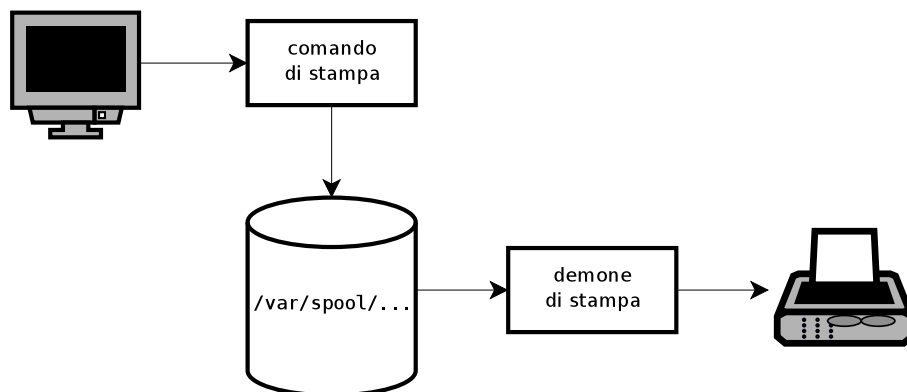 comando
di stampa
/var/spool/...
demone
di stampa